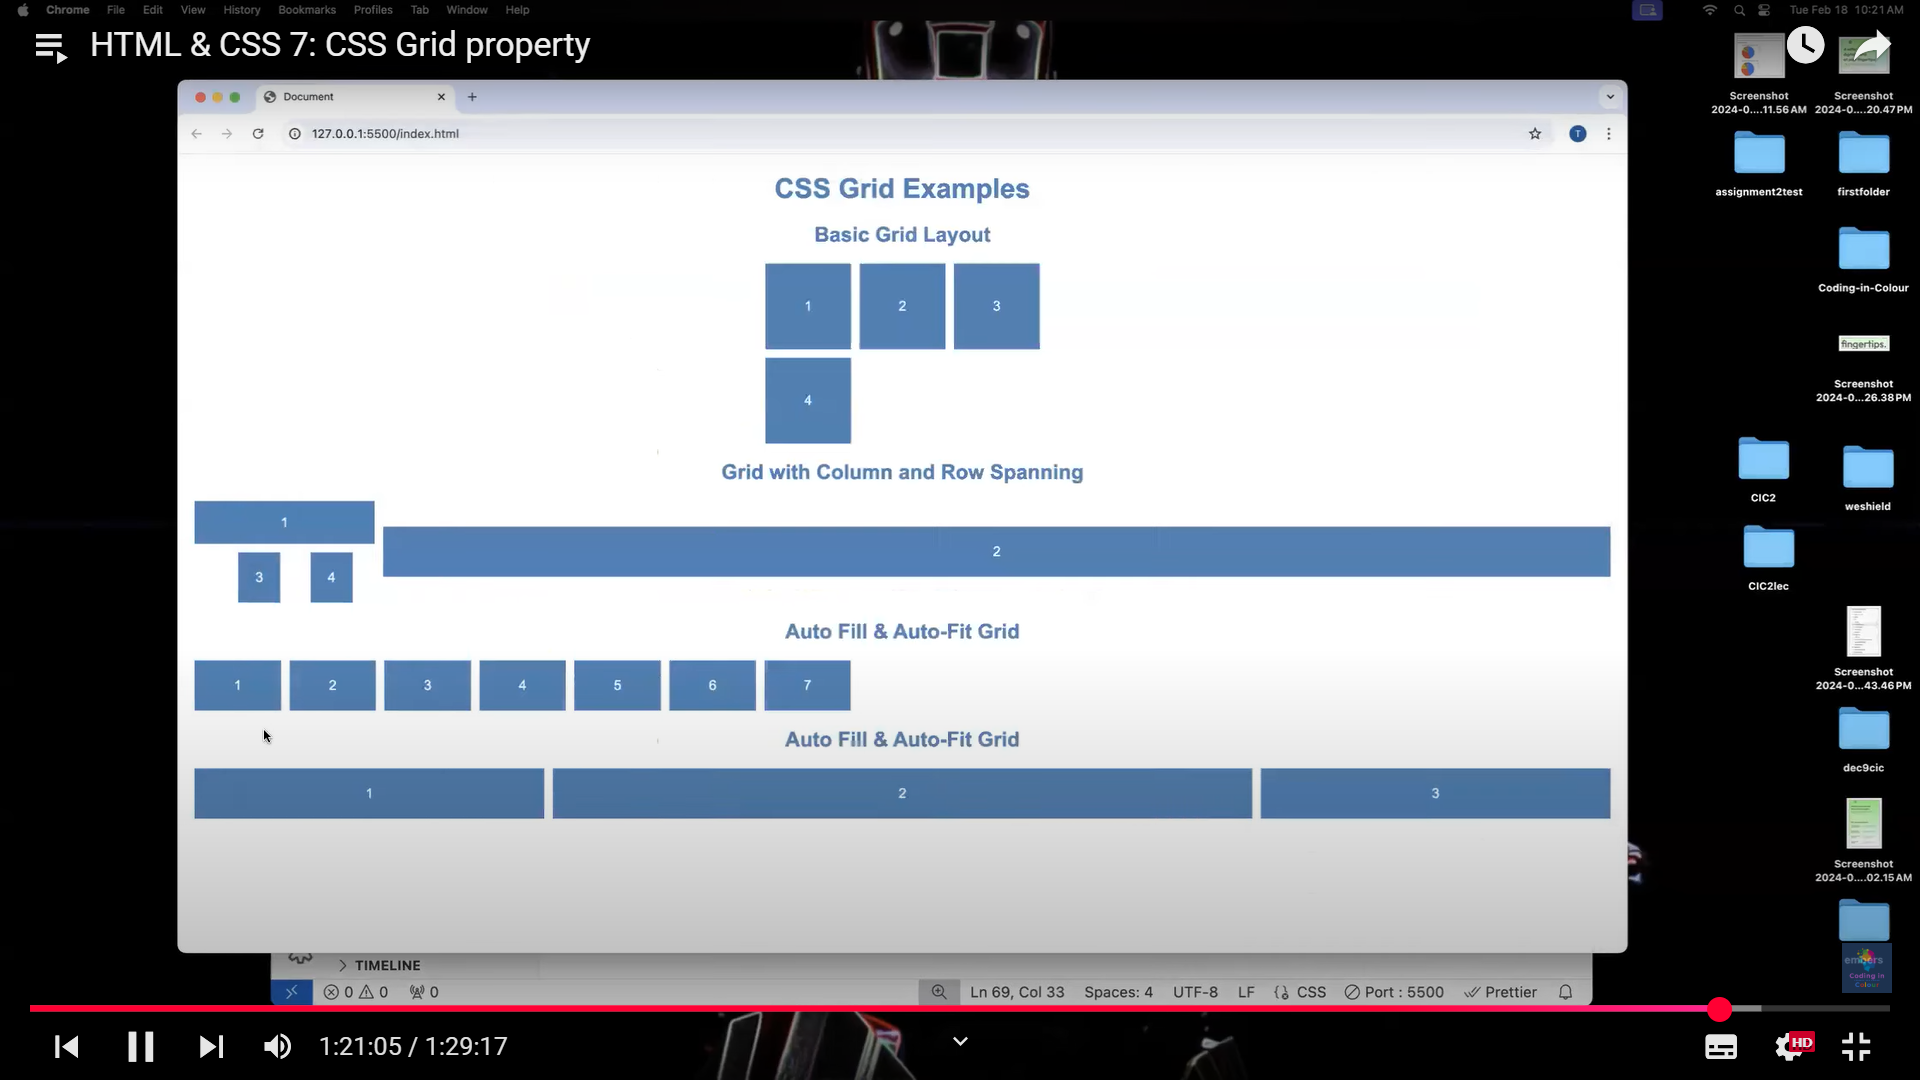 Chrome File Edit View History Bookmarks Profiles Tab Window Help
Tue Feb 18 10:21 AM
HTML & CSS 7: CSS Grid property
Document
127.0.0.1:5500/index.html
T
CSS Grid Examples
Basic Grid Layout
1 2 3
4
Grid with Column and Row Spanning
1
2
3 4
Auto Fill & Auto-Fit Grid
1 2 3 4 5 6 7
Auto Fill & Auto-Fit Grid
1 2 3
Screenshot
2024-0....11.56 AM
Screenshot
2024-0....20.47 PM
assignment2test
firstfolder
Coding-in-Colour
fingertips.
Screenshot
2024-0...26.38 PM
CIC2
weshield
CIC2lec
Screenshot
2024-0...43.46 PM
dec9cic
Screenshot
2024-0....02.15 AM
Coding in
Colour
TIMELINE
0 0 0
Ln 69, Col 33 Spaces: 4 UTF-8 LF CSS Port : 5500 Prettier
1:21:05 / 1:29:17
HD